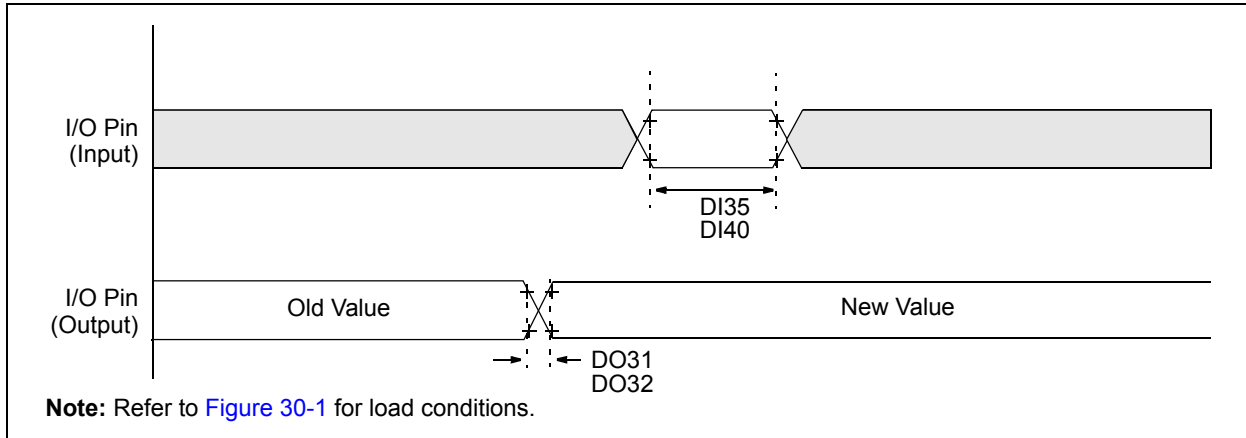 I/O Pin
(Input)
DI35
DI40
I/O Pin
(Output)
Old Value
New Value
DO31
DO32
Note: Refer to Figure 30-1 for load conditions.